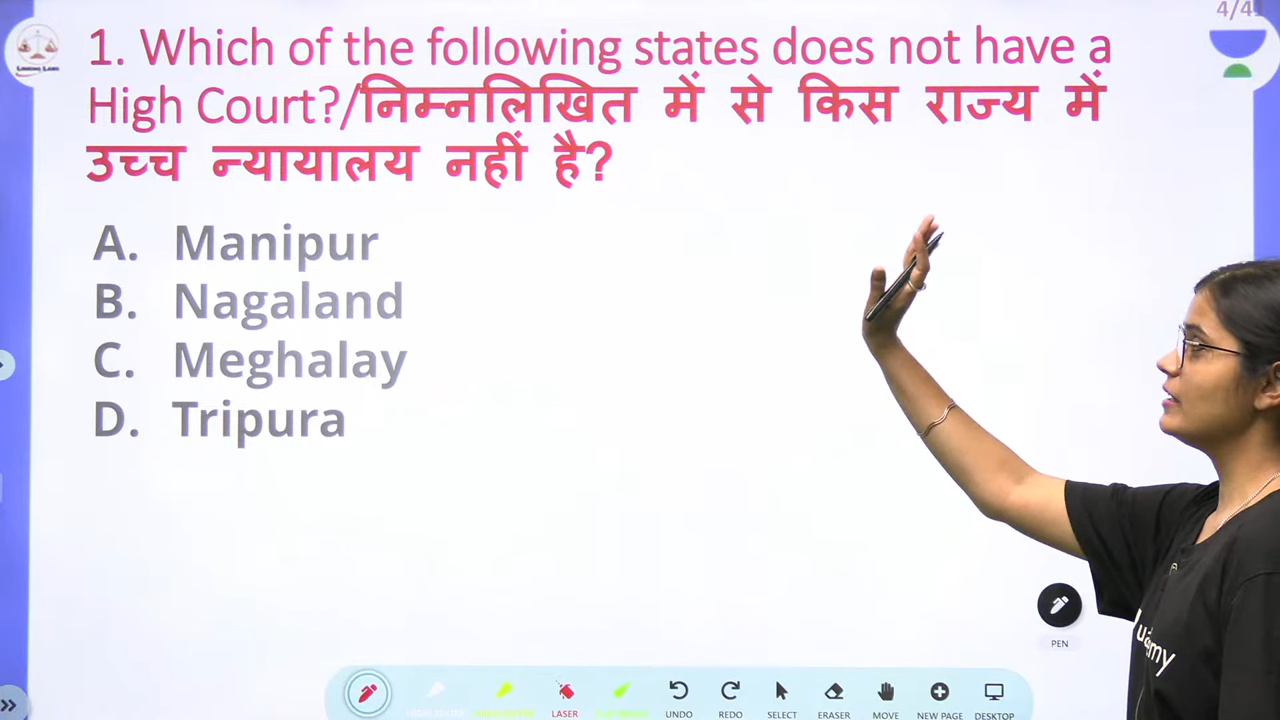 4/41
1. Which of the following states does not have a
High Court?/निम्नलिखित में से किस राज्य में
उच्च न्यायालय नहीं है?
A. Manipur
B. Nagaland
C. Meghalay
D. Tripura
PEN
LASER
UNDO
REDO
SELECT
ERASER
MOVE
NEW PAGE
DESKTOP